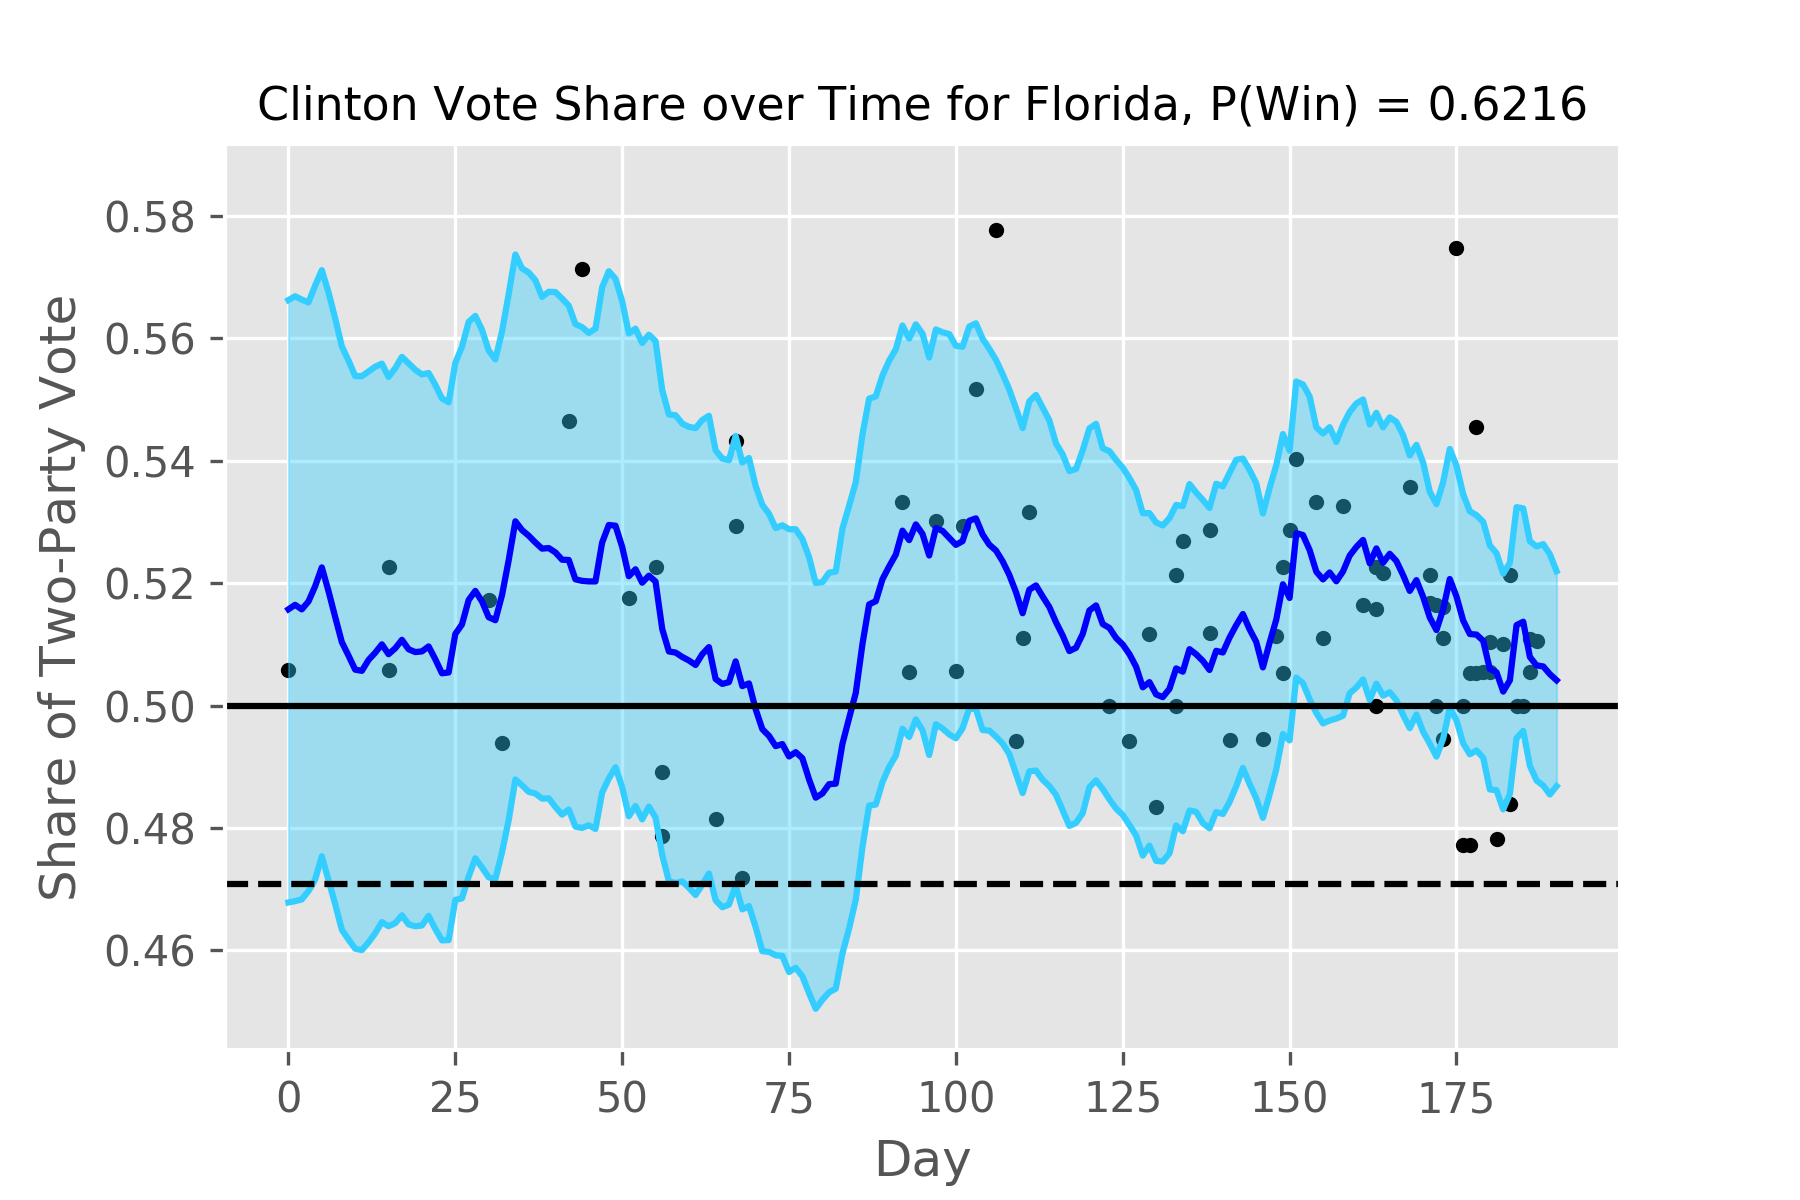 Clinton Vote Share over Time for Florida, P(Win) = 0.6216
Share of Two-Party Vote
0.58
0.56
0.54
0.52
0.50
0.48
0.46
0 25 50 75 100 125 150 175
Day